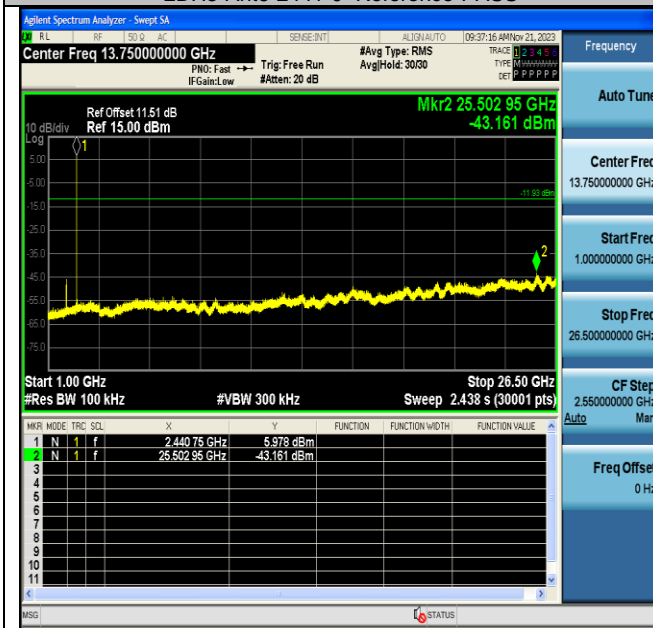 Agilent Spectrum Analyzer - Swept SA
RL RF 50 Ω AC SENSE:INT ALIGN AUTO 09:37:16 AM Nov 21, 2023
Center Freq 13.750000000 GHz
PNO: Fast
IFGain:Low
Trig: Free Run
#Atten: 20 dB
#Avg Type: RMS
Avg|Hold: 30/30
TRACE 1 2 3 4 5 6
TYPE M
DET P P P P P
Ref Offset 11.51 dB
10 dB/div Ref 15.00 dBm
Log
Mkr2 25.502 95 GHz
-43.161 dBm
1
5.00
-5.00
-11.93 dBm
-15.0
-25.0
2
-35.0
-45.0
-55.0
-65.0
-75.0
Start 1.00 GHz Stop 26.50 GHz
#Res BW 100 kHz #VBW 300 kHz Sweep 2.438 s (30001 pts)
MKR MODE TRC SCL X Y FUNCTION FUNCTION WIDTH FUNCTION VALUE
1 N 1 f 2.440 75 GHz 5.978 dBm
2 N 1 f 25.502 95 GHz -43.161 dBm
3
4
5
6
7
8
9
10
11
MSG STATUS
Frequency
Auto Tune
Center Freq
13.750000000 GHz
Start Freq
1.000000000 GHz
Stop Freq
26.500000000 GHz
CF Step
2.550000000 GHz
Auto Man
Freq Offset
0 Hz